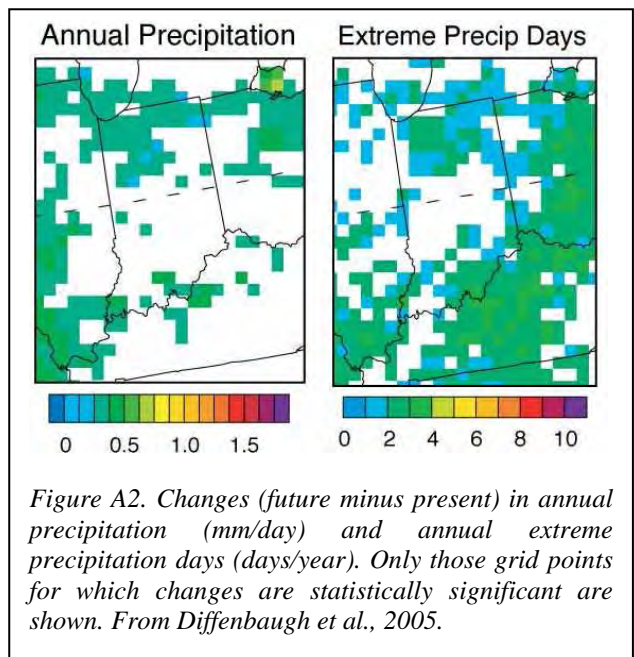 Annual Precipitation
Extreme Precip Days
0 0.5 1.0 1.5
0 2 4 6 8 10
Figure A2. Changes (future minus present) in annual
precipitation (mm/day) and annual extreme
precipitation days (days/year). Only those grid points
for which changes are statistically significant are
shown. From Diffenbaugh et al., 2005.